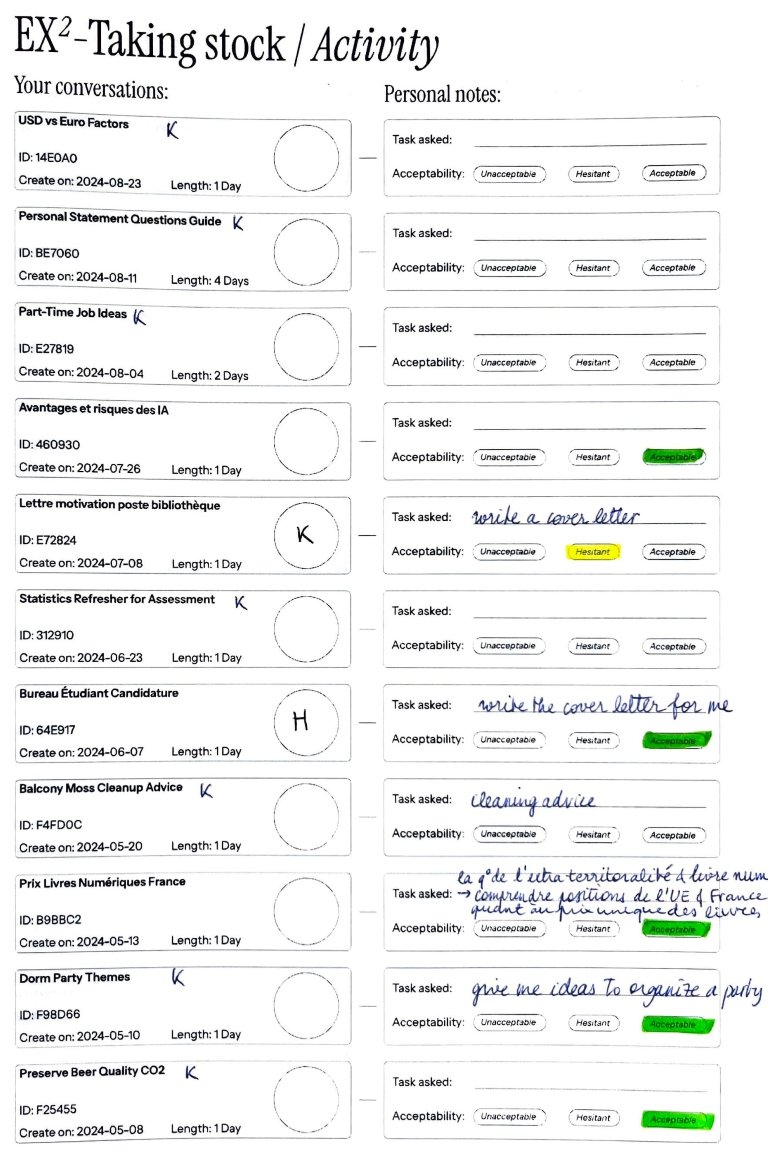 EX²-Taking stock / Activity
Your conversations:
Personal notes:
USD vs Euro Factors K
ID: 14E0A0
Create on: 2024-08-23 Length: 1 Day
Task asked:
Acceptability: Unacceptable Hesitant Acceptable
Personal Statement Questions Guide K
ID: BE7060
Create on: 2024-08-11 Length: 4 Days
Task asked:
Acceptability: Unacceptable Hesitant Acceptable
Part-Time Job Ideas K
ID: E27819
Create on: 2024-08-04 Length: 2 Days
Task asked:
Acceptability: Unacceptable Hesitant Acceptable
Avantages et risques des IA
ID: 460930
Create on: 2024-07-26 Length: 1 Day
Task asked:
Acceptability: Unacceptable Hesitant Acceptable
Lettre motivation poste bibliothèque
ID: E72824
Create on: 2024-07-08 Length: 1 Day
K
Task asked: write a cover letter
Acceptability: Unacceptable Hesitant Acceptable
Statistics Refresher for Assessment K
ID: 312910
Create on: 2024-06-23 Length: 1 Day
Task asked:
Acceptability: Unacceptable Hesitant Acceptable
Bureau Étudiant Candidature
ID: 64E917
Create on: 2024-06-07 Length: 1 Day
H
Task asked: write the cover letter for me
Acceptability: Unacceptable Hesitant Acceptable
Balcony Moss Cleanup Advice K
ID: F4FD0C
Create on: 2024-05-20 Length: 1 Day
Task asked: cleaning advice
Acceptability: Unacceptable Hesitant Acceptable
Prix Livres Numériques France
ID: B9BBC2
Create on: 2024-05-13 Length: 1 Day
la q° de l'extraterritorialité & livre num
Task asked: → comprendre positions de l'UE & France
quant au prix unique des livres
Acceptability: Unacceptable Hesitant Acceptable
Dorm Party Themes K
ID: F98D66
Create on: 2024-05-10 Length: 1 Day
Task asked: give me ideas to organize a party
Acceptability: Unacceptable Hesitant Acceptable
Preserve Beer Quality CO2 K
ID: F25455
Create on: 2024-05-08 Length: 1 Day
Task asked:
Acceptability: Unacceptable Hesitant Acceptable